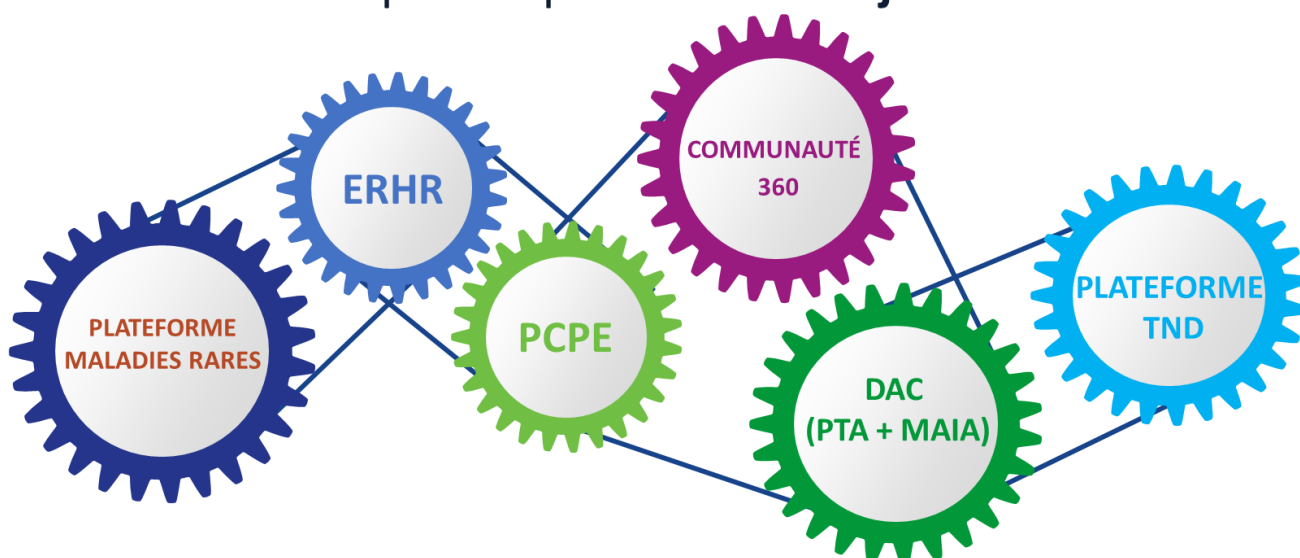 PLATEFORME
MALADIES RARES
ERHR
PCPE
COMMUNAUTÉ
360
DAC
(PTA + MAIA)
PLATEFORME
TND